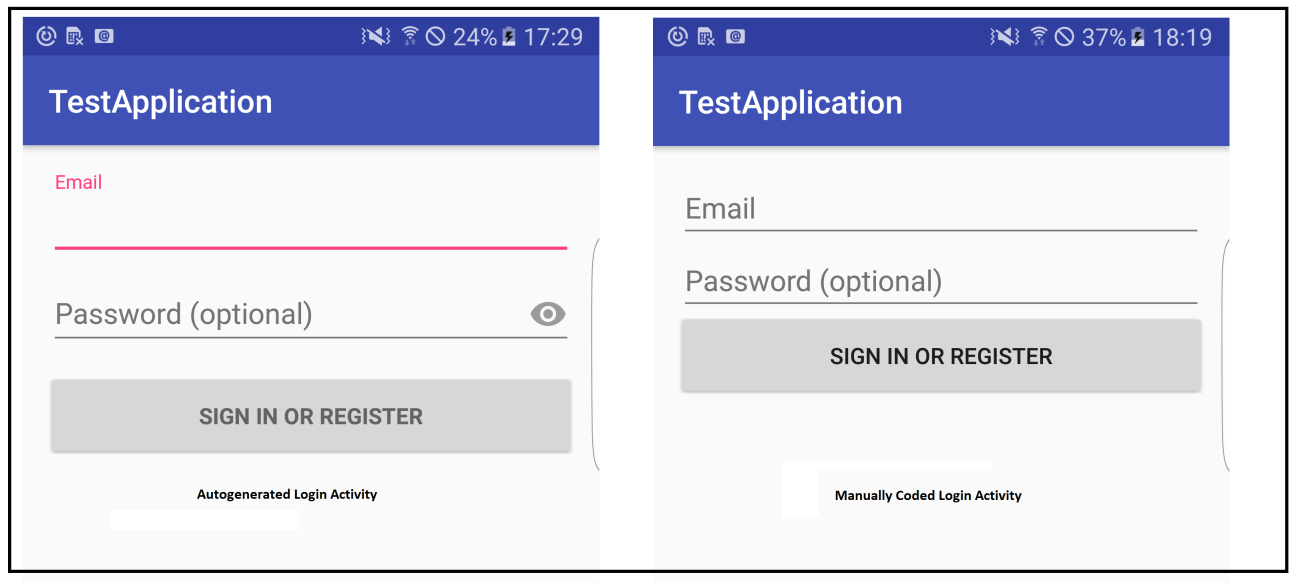 24% 17:29
TestApplication
Email
Password (optional)
SIGN IN OR REGISTER
Autogenerated Login Activity
37% 18:19
TestApplication
Email
Password (optional)
SIGN IN OR REGISTER
Manually Coded Login Activity